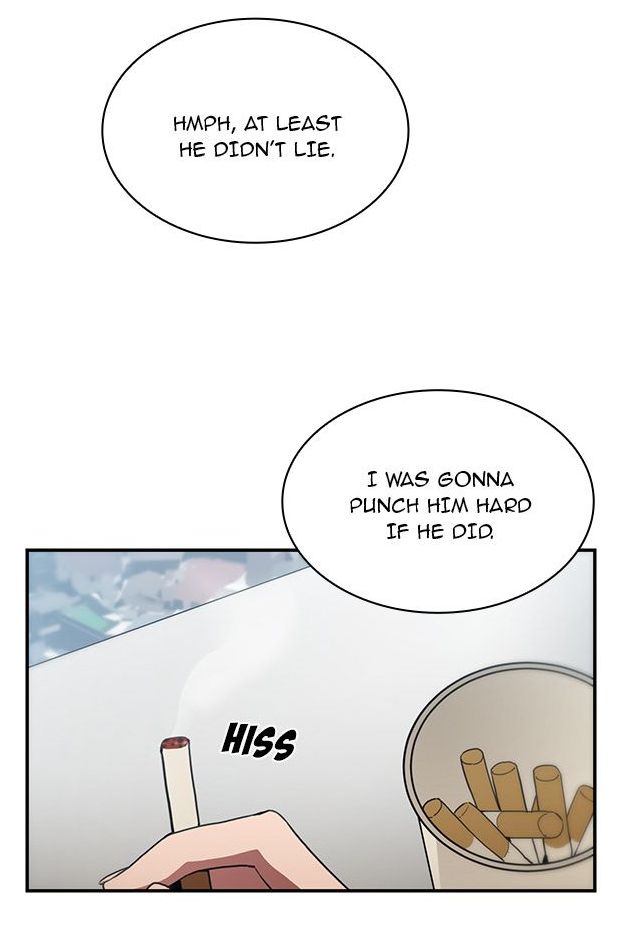 HMPH, AT LEAST
HE DIDN'T LIE.
I WAS GONNA
PUNCH HIM HARD
IF HE DID.
HISS